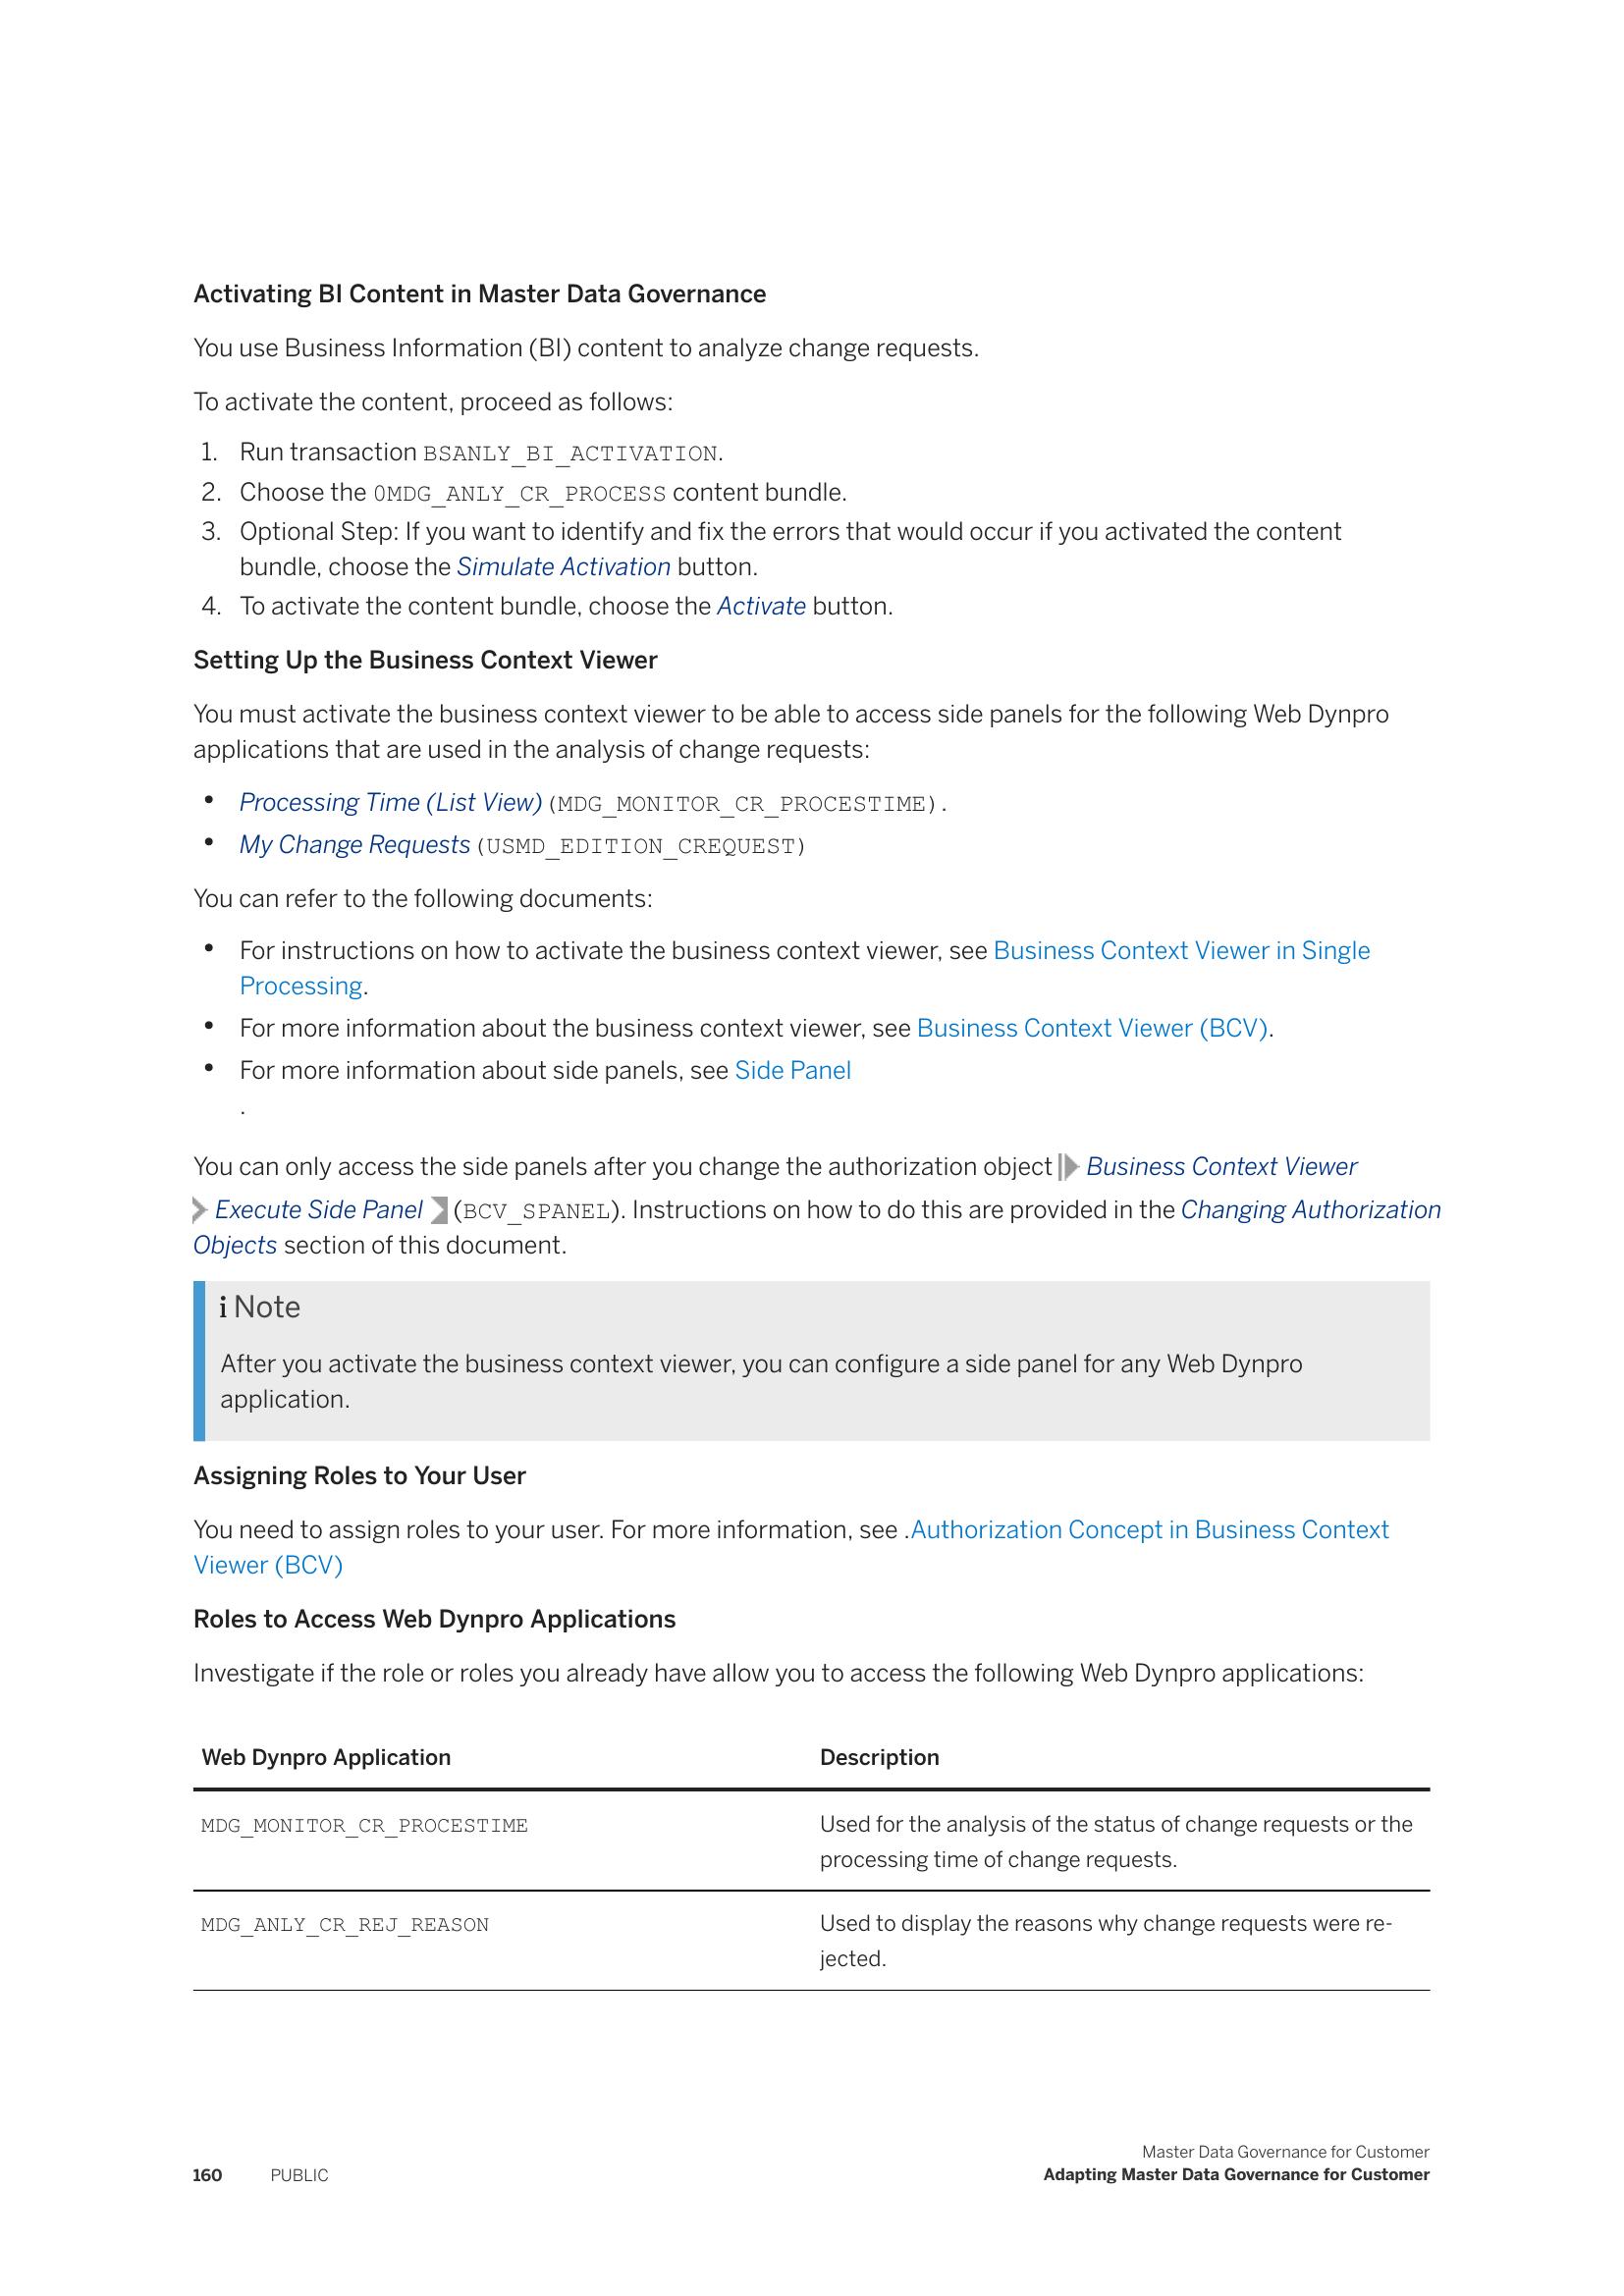 Activating BI Content in Master Data Governance
You use Business Information (BI) content to analyze change requests.
To activate the content, proceed as follows:
1. Run transaction BSANLY_BI_ACTIVATION.
2. Choose the 0MDG_ANLY_CR_PROCESS content bundle.
3. Optional Step: If you want to identify and fix the errors that would occur if you activated the content
bundle, choose the Simulate Activation button.
4. To activate the content bundle, choose the Activate button.
Setting Up the Business Context Viewer
You must activate the business context viewer to be able to access side panels for the following Web Dynpro
applications that are used in the analysis of change requests:
• Processing Time (List View) (MDG_MONITOR_CR_PROCESTIME).
• My Change Requests (USMD_EDITION_CREQUEST)
You can refer to the following documents:
• For instructions on how to activate the business context viewer, see Business Context Viewer in Single
Processing.
• For more information about the business context viewer, see Business Context Viewer (BCV).
• For more information about side panels, see Side Panel
.
You can only access the side panels after you change the authorization object Business Context Viewer
Execute Side Panel (BCV_SPANEL). Instructions on how to do this are provided in the Changing Authorization
Objects section of this document.
i Note
After you activate the business context viewer, you can configure a side panel for any Web Dynpro
application.
Assigning Roles to Your User
You need to assign roles to your user. For more information, see .Authorization Concept in Business Context
Viewer (BCV)
Roles to Access Web Dynpro Applications
Investigate if the role or roles you already have allow you to access the following Web Dynpro applications:
Web Dynpro Application Description
MDG_MONITOR_CR_PROCESTIME Used for the analysis of the status of change requests or the
processing time of change requests.
MDG_ANLY_CR_REJ_REASON Used to display the reasons why change requests were re-
jected.
Master Data Governance for Customer
160 PUBLIC Adapting Master Data Governance for Customer